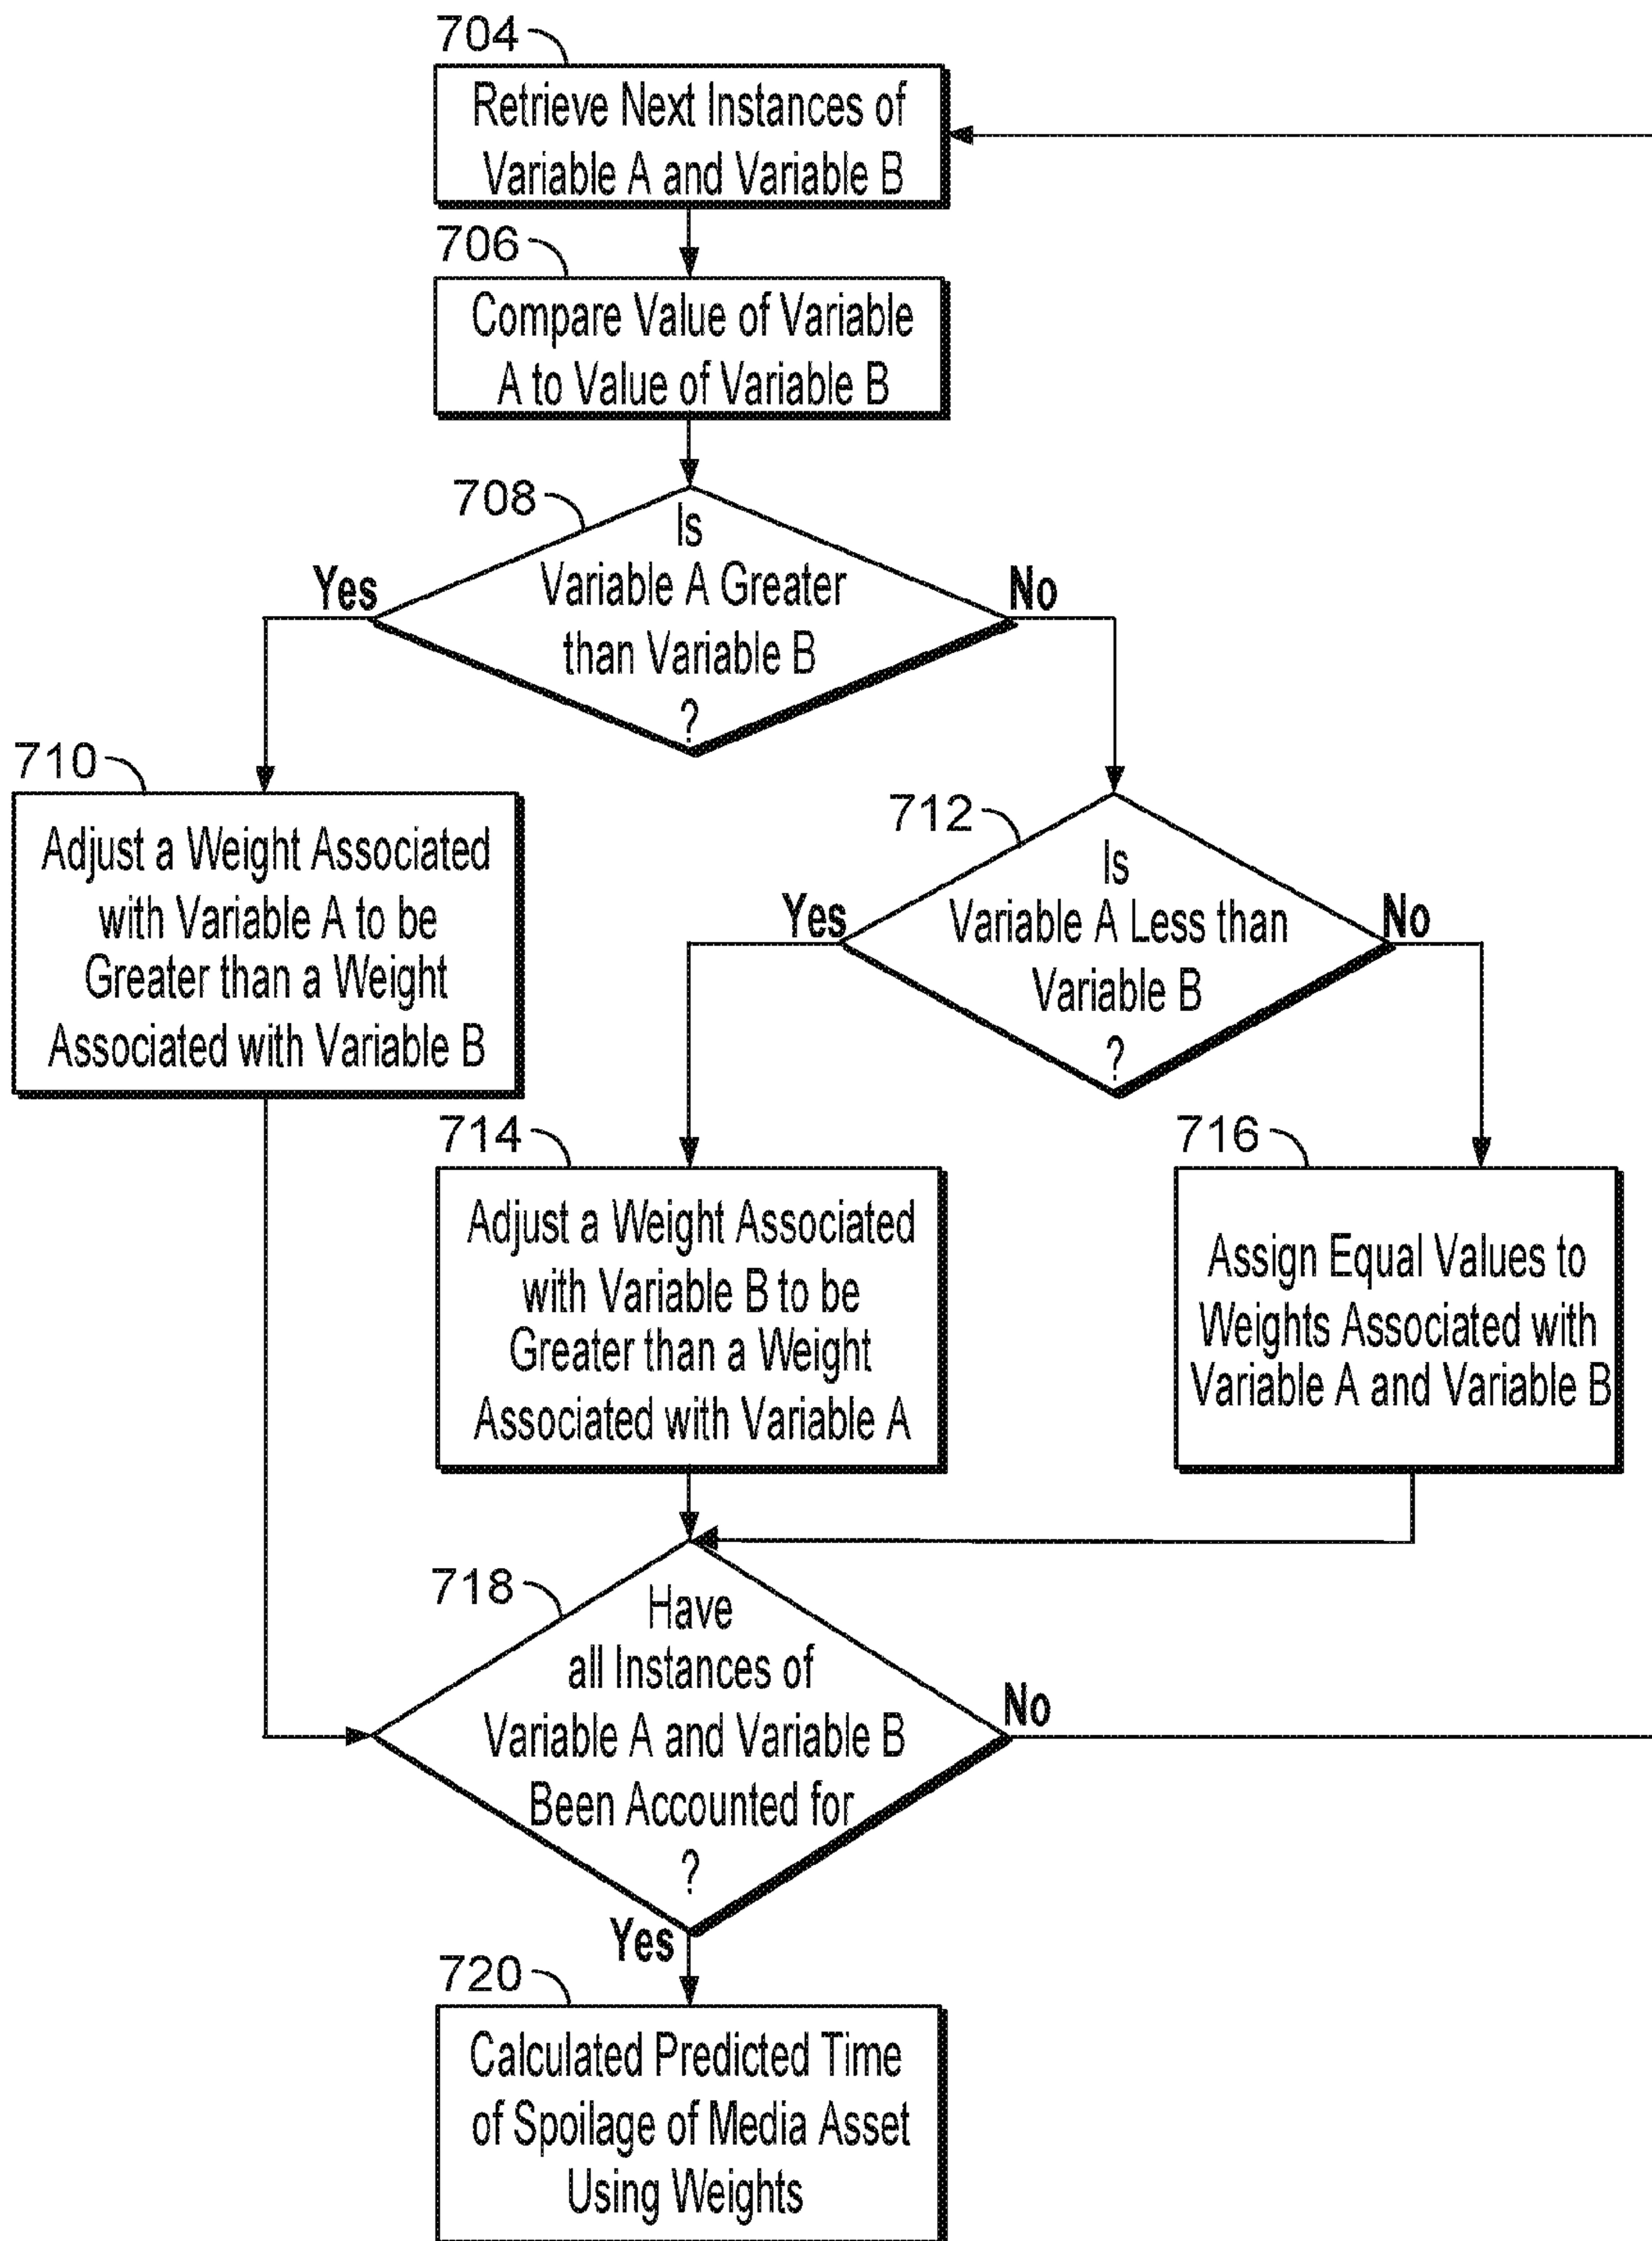 704
Retrieve Next Instances of
Variable A and Variable B
706
Compare Value of Variable
A to Value of Variable B
708
Is
Variable A Greater
than Variable B
?
Yes
No
710
Adjust a Weight Associated
with Variable A to be
Greater than a Weight
Associated with Variable B
712
Is
Variable A Less than
Variable B
?
Yes
No
714
Adjust a Weight Associated
with Variable B to be
Greater than a Weight
Associated with Variable A
716
Assign Equal Values to
Weights Associated with
Variable A and Variable B
718
Have
all Instances of
Variable A and Variable B
Been Accounted for
?
No
Yes
720
Calculated Predicted Time
of Spoilage of Media Asset
Using Weights